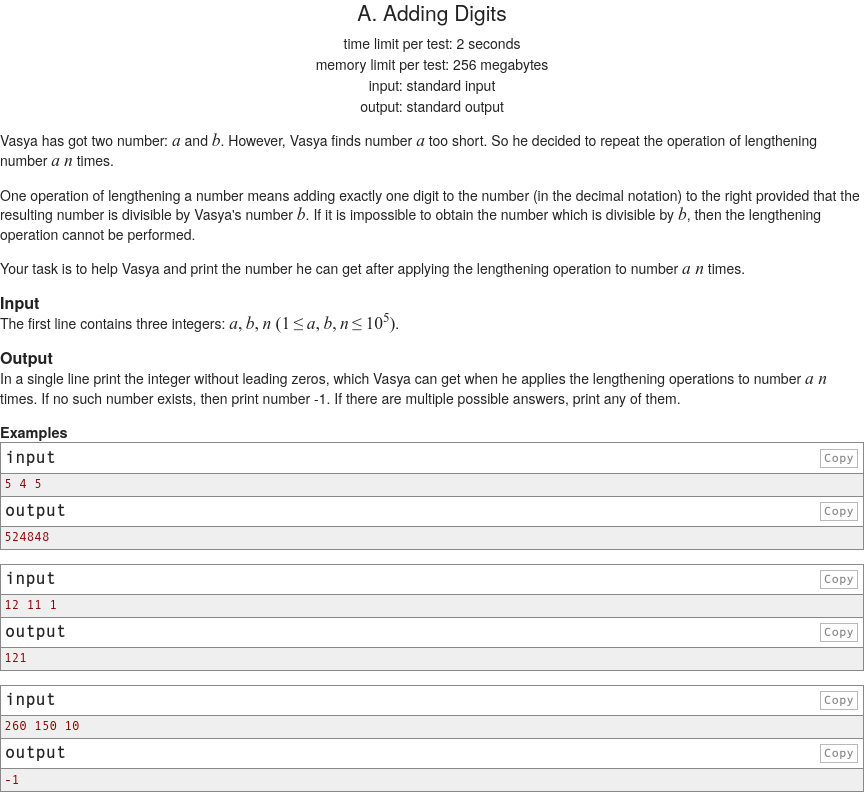 A. Adding Digits
time limit per test: 2 seconds
memory limit per test: 256 megabytes
input: standard input
output: standard output
Vasya has got two number: a and b. However, Vasya finds number a too short. So he decided to repeat the operation of lengthening
number a n times.
One operation of lengthening a number means adding exactly one digit to the number (in the decimal notation) to the right provided that the
resulting number is divisible by Vasya's number b. If it is impossible to obtain the number which is divisible by b, then the lengthening
operation cannot be performed.
Your task is to help Vasya and print the number he can get after applying the lengthening operation to number a n times.
Input
The first line contains three integers: a, b, n (1 ≤ a, b, n ≤ 10⁵).
Output
In a single line print the integer without leading zeros, which Vasya can get when he applies the lengthening operations to number a n
times. If no such number exists, then print number -1. If there are multiple possible answers, print any of them.
Examples
input Copy
5 4 5
output Copy
524848
input Copy
12 11 1
output Copy
121
input Copy
260 150 10
output Copy
-1